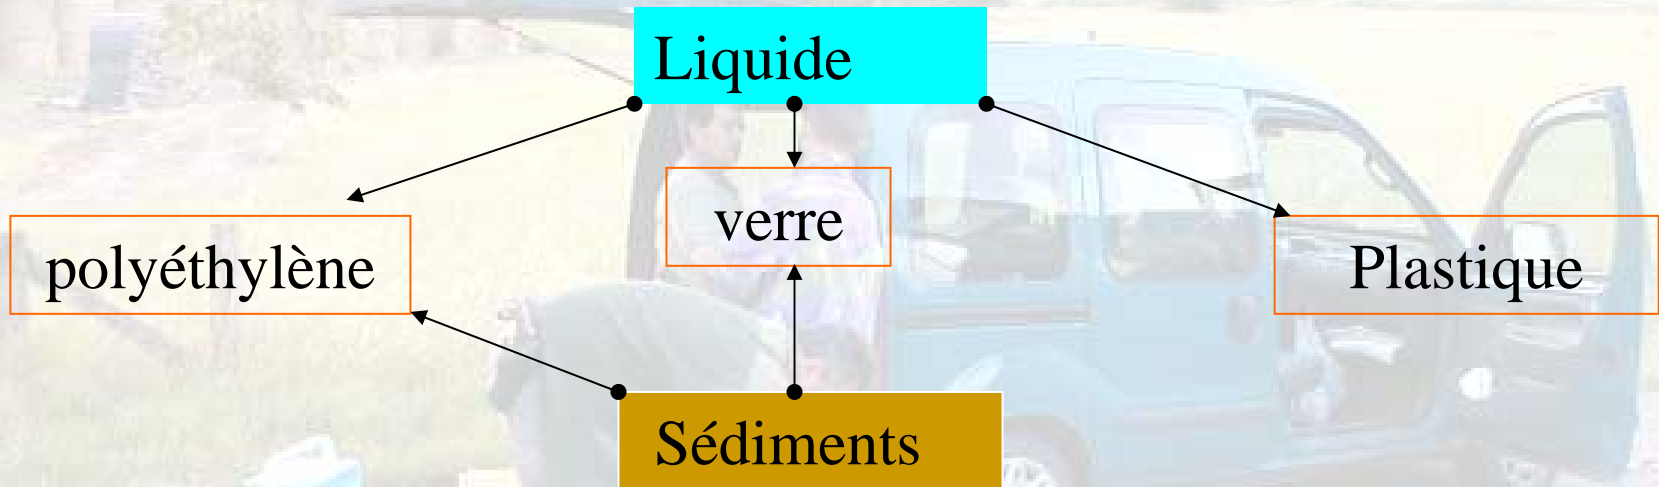 Liquide
verre
polyéthylène
Plastique
Sédiments